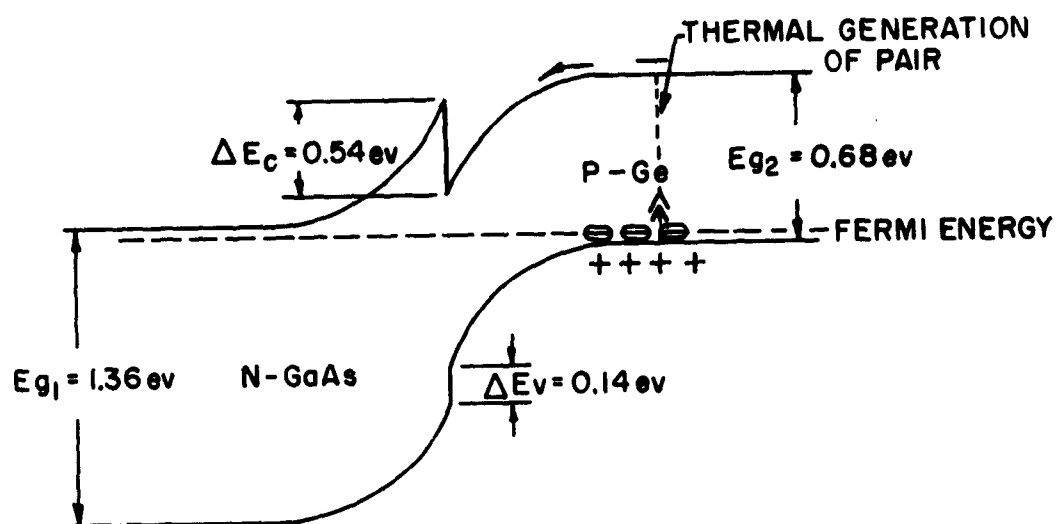 THERMAL GENERATION
OF PAIR
ΔEc = 0.54 ev
P-Ge
Eg2 = 0.68 ev
FERMI ENERGY
+ + + +
Eg1 = 1.36 ev
N-GaAs
ΔEv = 0.14 ev